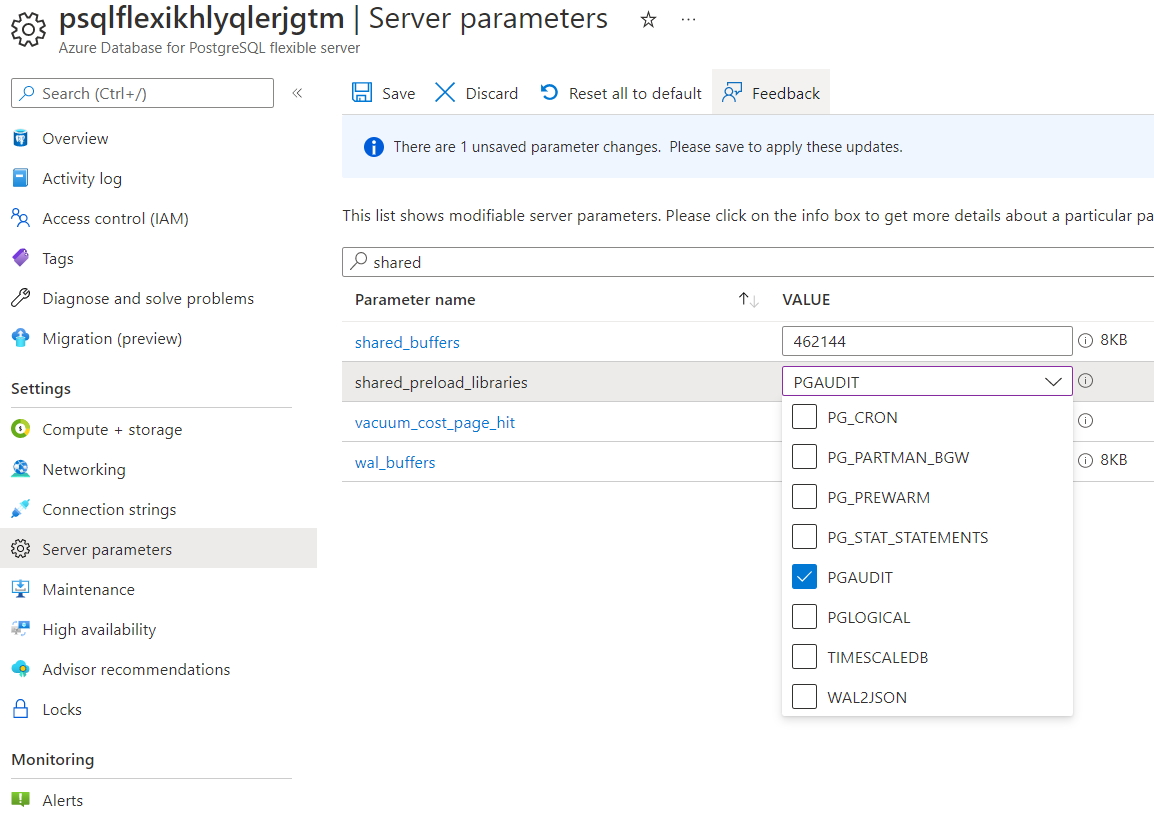 psqlflexikhlyqlerjgtm | Server parameters
Azure Database for PostgreSQL flexible server
Search (Ctrl+/)
Overview
Activity log
Access control (IAM)
Tags
Diagnose and solve problems
Migration (preview)
Settings
Compute + storage
Networking
Connection strings
Server parameters
Maintenance
High availability
Advisor recommendations
Locks
Monitoring
Alerts
Save Discard Reset all to default Feedback
There are 1 unsaved parameter changes. Please save to apply these updates.
This list shows modifiable server parameters. Please click on the info box to get more details about a particular pa
shared
Parameter name VALUE
shared_buffers 462144 8KB
shared_preload_libraries PGAUDIT
vacuum_cost_page_hit
wal_buffers 8KB
PG_CRON
PG_PARTMAN_BGW
PG_PREWARM
PG_STAT_STATEMENTS
PGAUDIT
PGLOGICAL
TIMESCALEDB
WAL2JSON